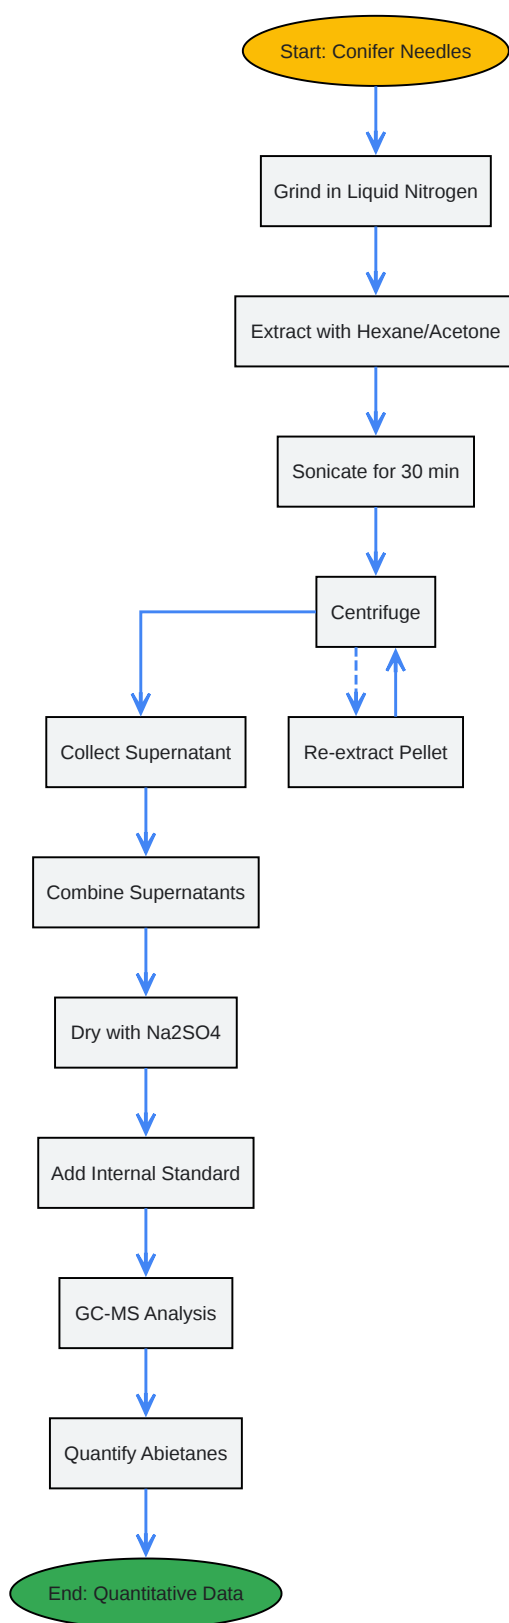 Start: Conifer Needles
Grind in Liquid Nitrogen
Extract with Hexane/Acetone
Sonicate for 30 min
Centrifuge
Collect Supernatant
Re-extract Pellet
Combine Supernatants
Dry with Na2SO4
Add Internal Standard
GC-MS Analysis
Quantify Abietanes
End: Quantitative Data